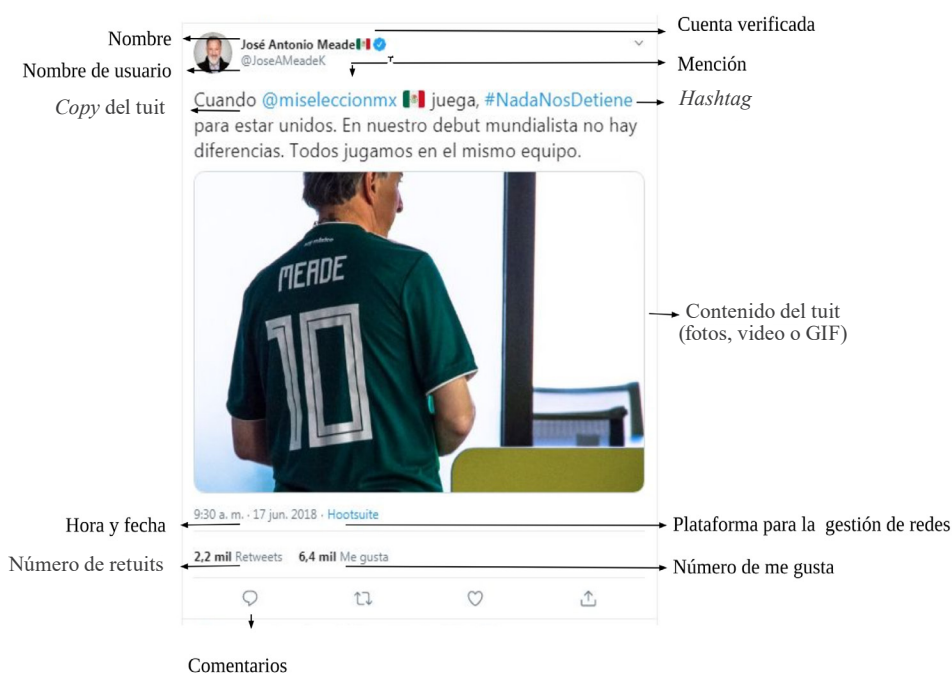 Cuenta verificada
Nombre
José Antonio Meade
@JoseAMeadeK
Nombre de usuario
Mención
Copy del tuit
Cuando @miseleccionmx juega, #NadaNosDetiene
Hashtag
para estar unidos. En nuestro debut mundialista no hay
diferencias. Todos jugamos en el mismo equipo.
MEADE
10
Contenido del tuit
(fotos, video o GIF)
9:30 a. m. · 17 jun. 2018 · Hootsuite
Hora y fecha
Plataforma para la gestión de redes
2,2 mil Retweets 6,4 mil Me gusta
Número de retuits
Número de me gusta
Comentarios